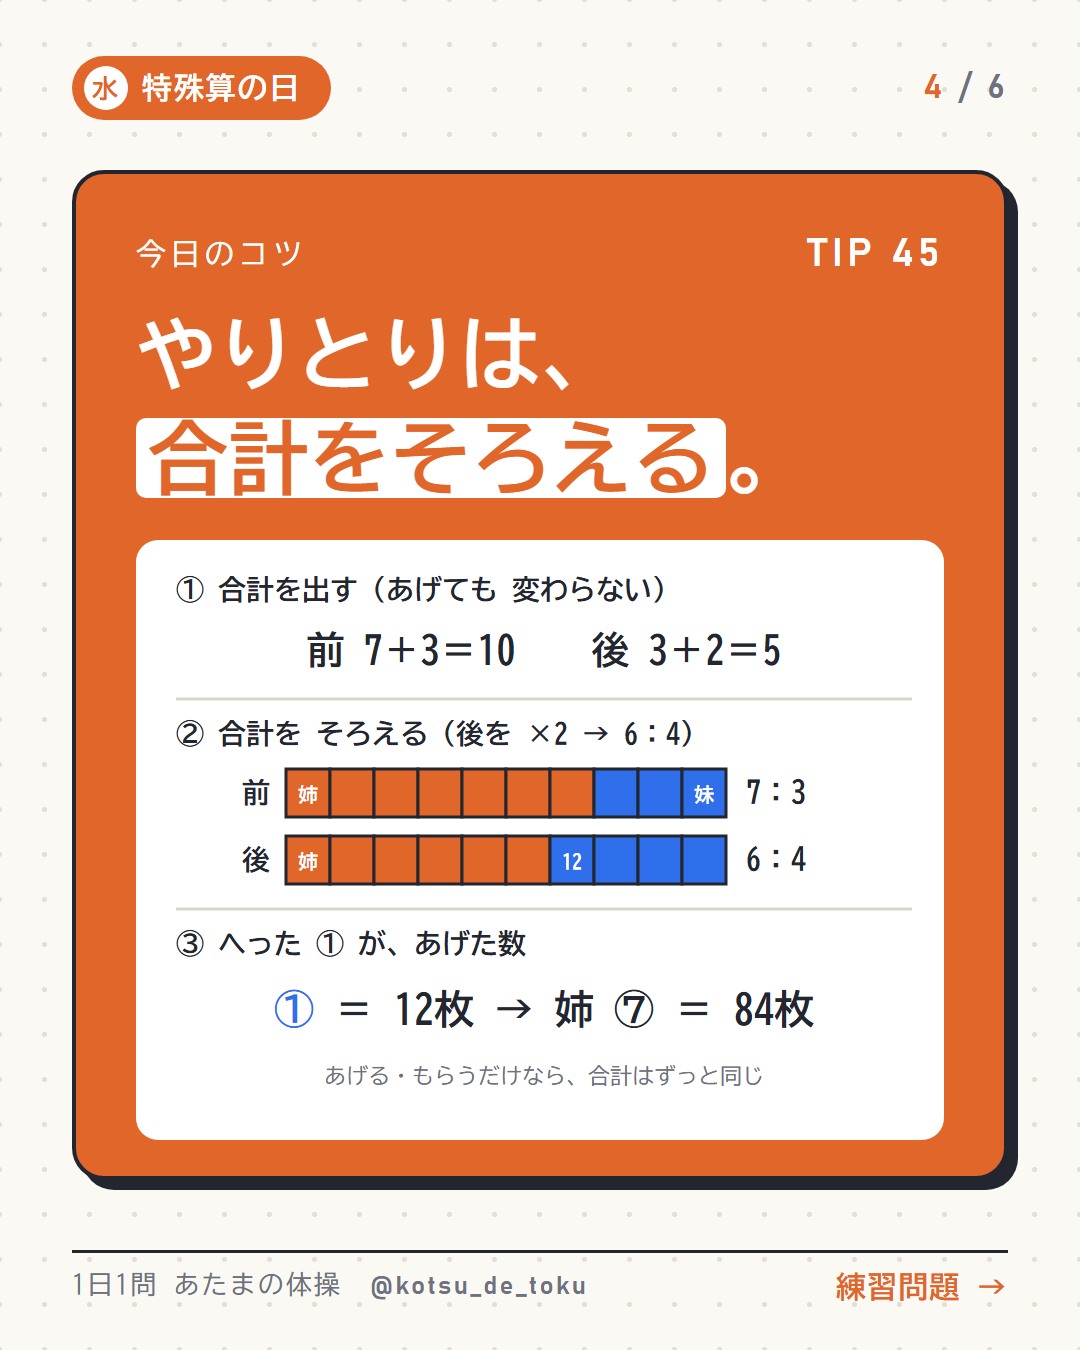 水 特殊算の日
4 / 6
今日のコツ
TIP 45
やりとりは、
合計をそろえる。
① 合計を出す（あげても 変わらない）
前 7＋3＝10 後 3＋2＝5
② 合計を そろえる（後を ×2 → 6：4）
前 姉 妹 7：3
後 姉 12 6：4
③ へった ① が、あげた数
① ＝ 12枚 → 姉 ⑦ ＝ 84枚
あげる・もらうだけなら、合計はずっと同じ
1日1問 あたまの体操 @kotsu_de_toku
練習問題 →